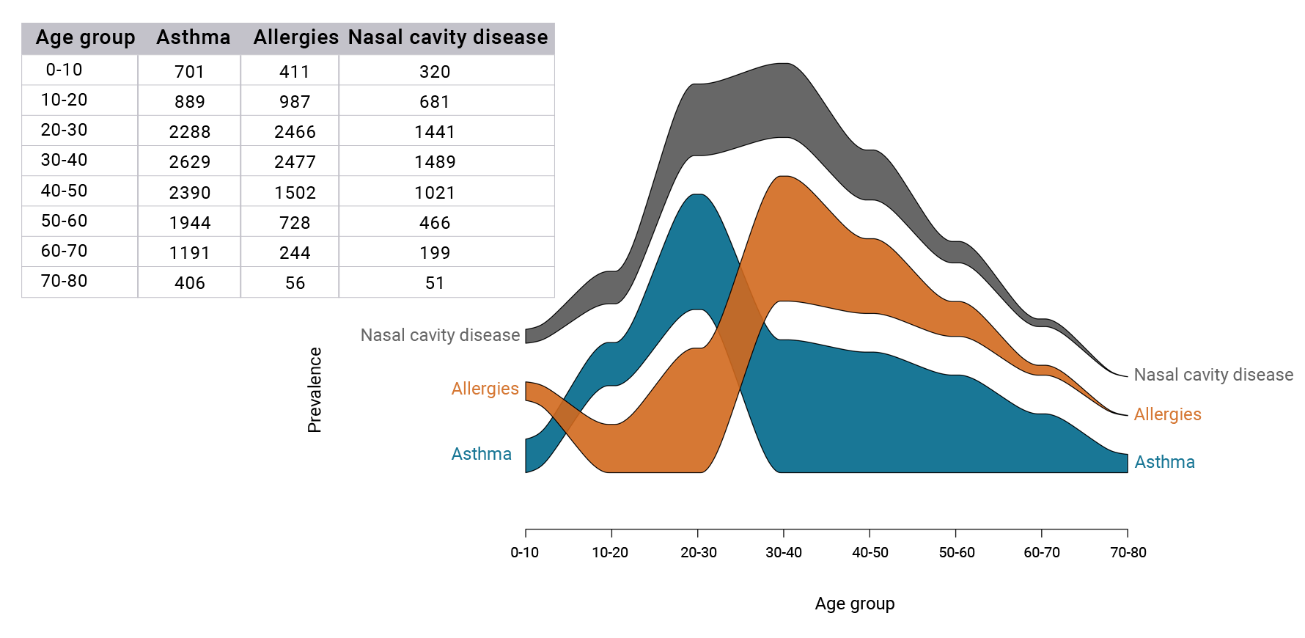 Age group Asthma Allergies Nasal cavity disease
0-10 701 411 320
10-20 889 987 681
20-30 2288 2466 1441
30-40 2629 2477 1489
40-50 2390 1502 1021
50-60 1944 728 466
60-70 1191 244 199
70-80 406 56 51
Nasal cavity disease
Allergies
Asthma
Prevalence
Nasal cavity disease
Allergies
Asthma
0-10 10-20 20-30 30-40 40-50 50-60 60-70 70-80
Age group